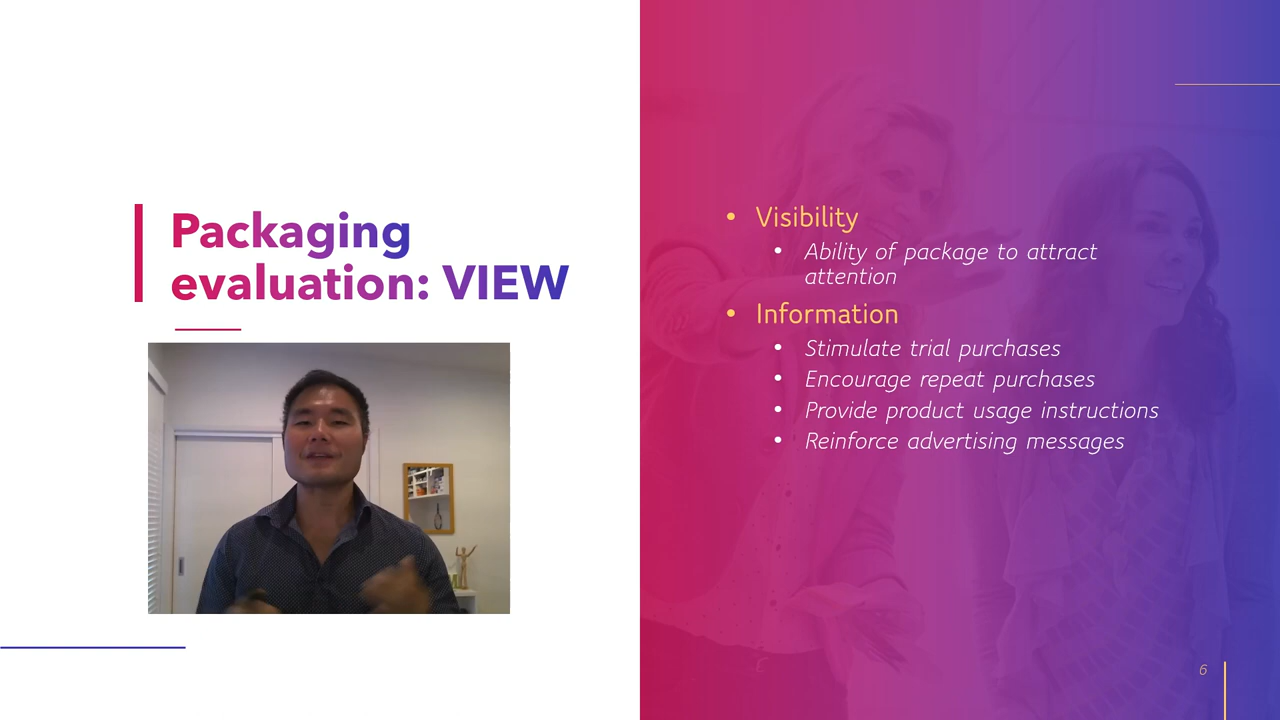 Packaging
evaluation: VIEW
• Visibility
• Ability of package to attract
attention
• Information
• Stimulate trial purchases
• Encourage repeat purchases
• Provide product usage instructions
• Reinforce advertising messages
6